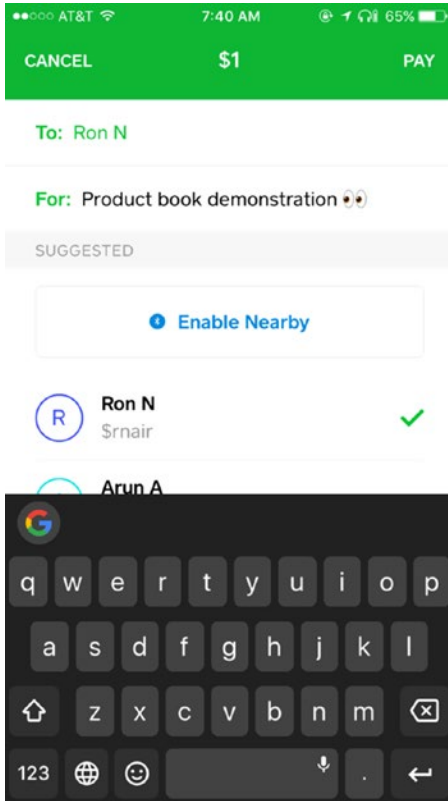 AT&T 7:40 AM 65%
CANCEL $1 PAY
To: Ron N
For: Product book demonstration 👀
SUGGESTED
Enable Nearby
R Ron N
$rnair
Arun A
G
q w e r t y u i o p
a s d f g h j k l
z x c v b n m
123 .